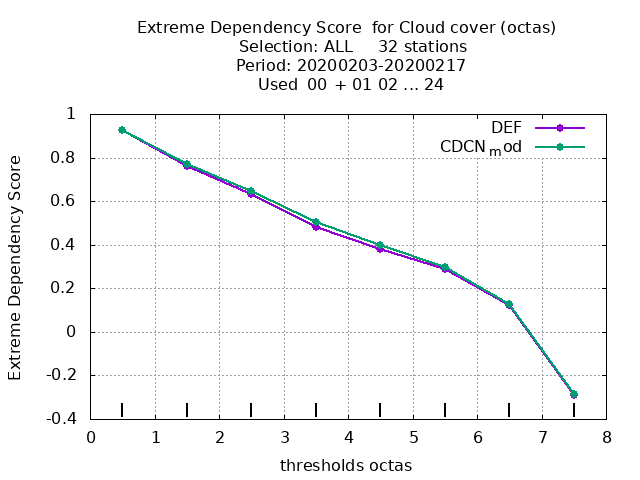 Extreme Dependency Score  for Cloud cover (octas)
Selection: ALL     32 stations
Period: 20200203-20200217
Used  00  + 01 02 ... 24
DEF
CDCNmod
1
0.8
0.6
0.4
0.2
0
-0.2
-0.4
Extreme Dependency Score
0 1 2 3 4 5 6 7 8
thresholds octas